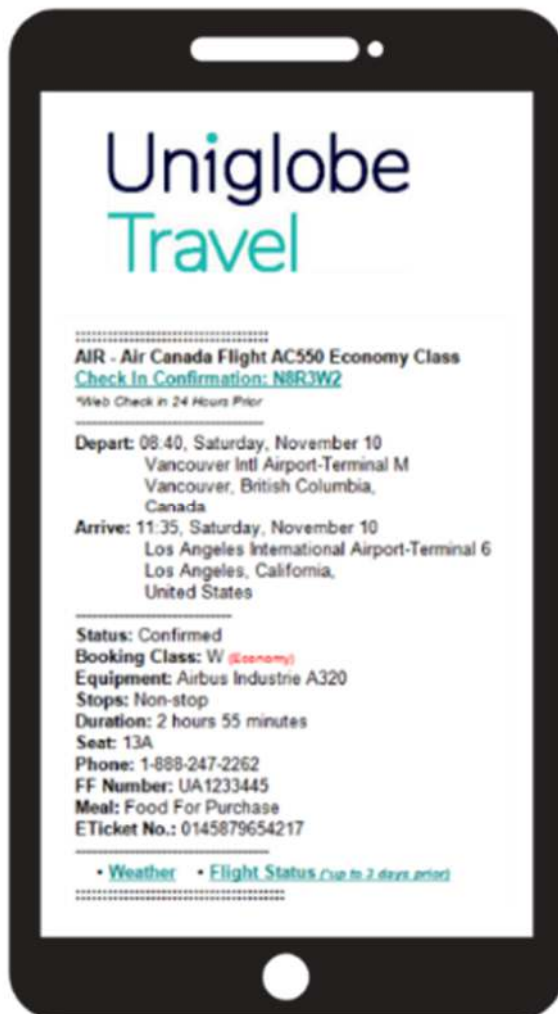 Uniglobe
Travel
::::::::::::::::::::::::::::::::::::::
AIR - Air Canada Flight AC550 Economy Class
Check In Confirmation: N8R3W2
*Web Check in 24 Hours Prior
--------------------------------------
Depart: 08:40, Saturday, November 10
Vancouver Intl Airport-Terminal M
Vancouver, British Columbia,
Canada
Arrive: 11:35, Saturday, November 10
Los Angeles International Airport-Terminal 6
Los Angeles, California,
United States
-------------------------------
Status: Confirmed
Booking Class: W (Economy)
Equipment: Airbus Industrie A320
Stops: Non-stop
Duration: 2 hours 55 minutes
Seat: 13A
Phone: 1-888-247-2262
FF Number: UA1233445
Meal: Food For Purchase
ETicket No.: 0145879654217
---------------------------------------
• Weather • Flight Status (*up to 3 days prior)
::::::::::::::::::::::::::::::::::::::::::